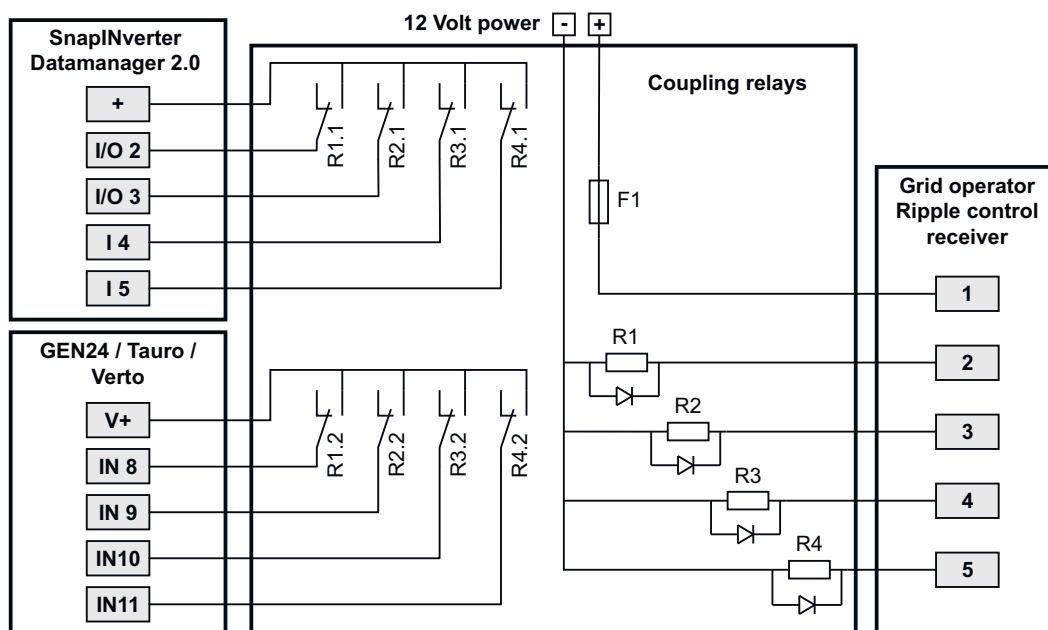 12 Volt power - +
SnapINverter
Datamanager 2.0
+
I/O 2
I/O 3
I 4
I 5
R1.1
R2.1
R3.1
R4.1
Coupling relays
F1
Grid operator
Ripple control
receiver
1
2
3
4
5
R1
R2
R3
R4
GEN24 / Tauro /
Verto
V+
IN 8
IN 9
IN10
IN11
R1.2
R2.2
R3.2
R4.2